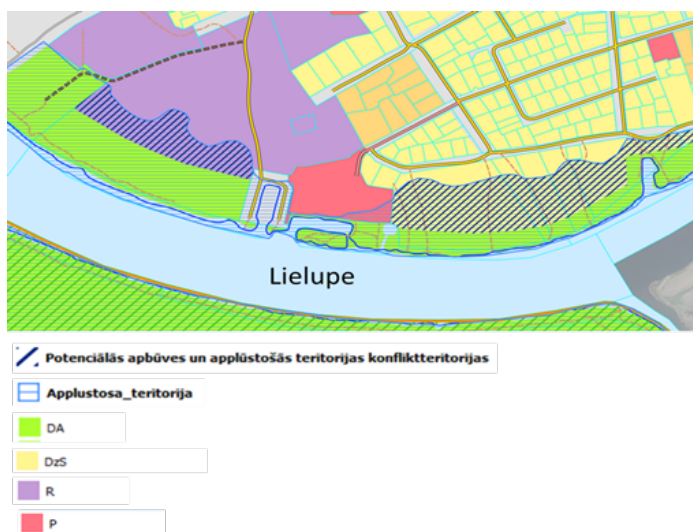 Lielupe
Potenciālās apbūves un applūstošās teritorijas konfliktteritorijas
Applustosa_teritorija
DA
DzS
R
P